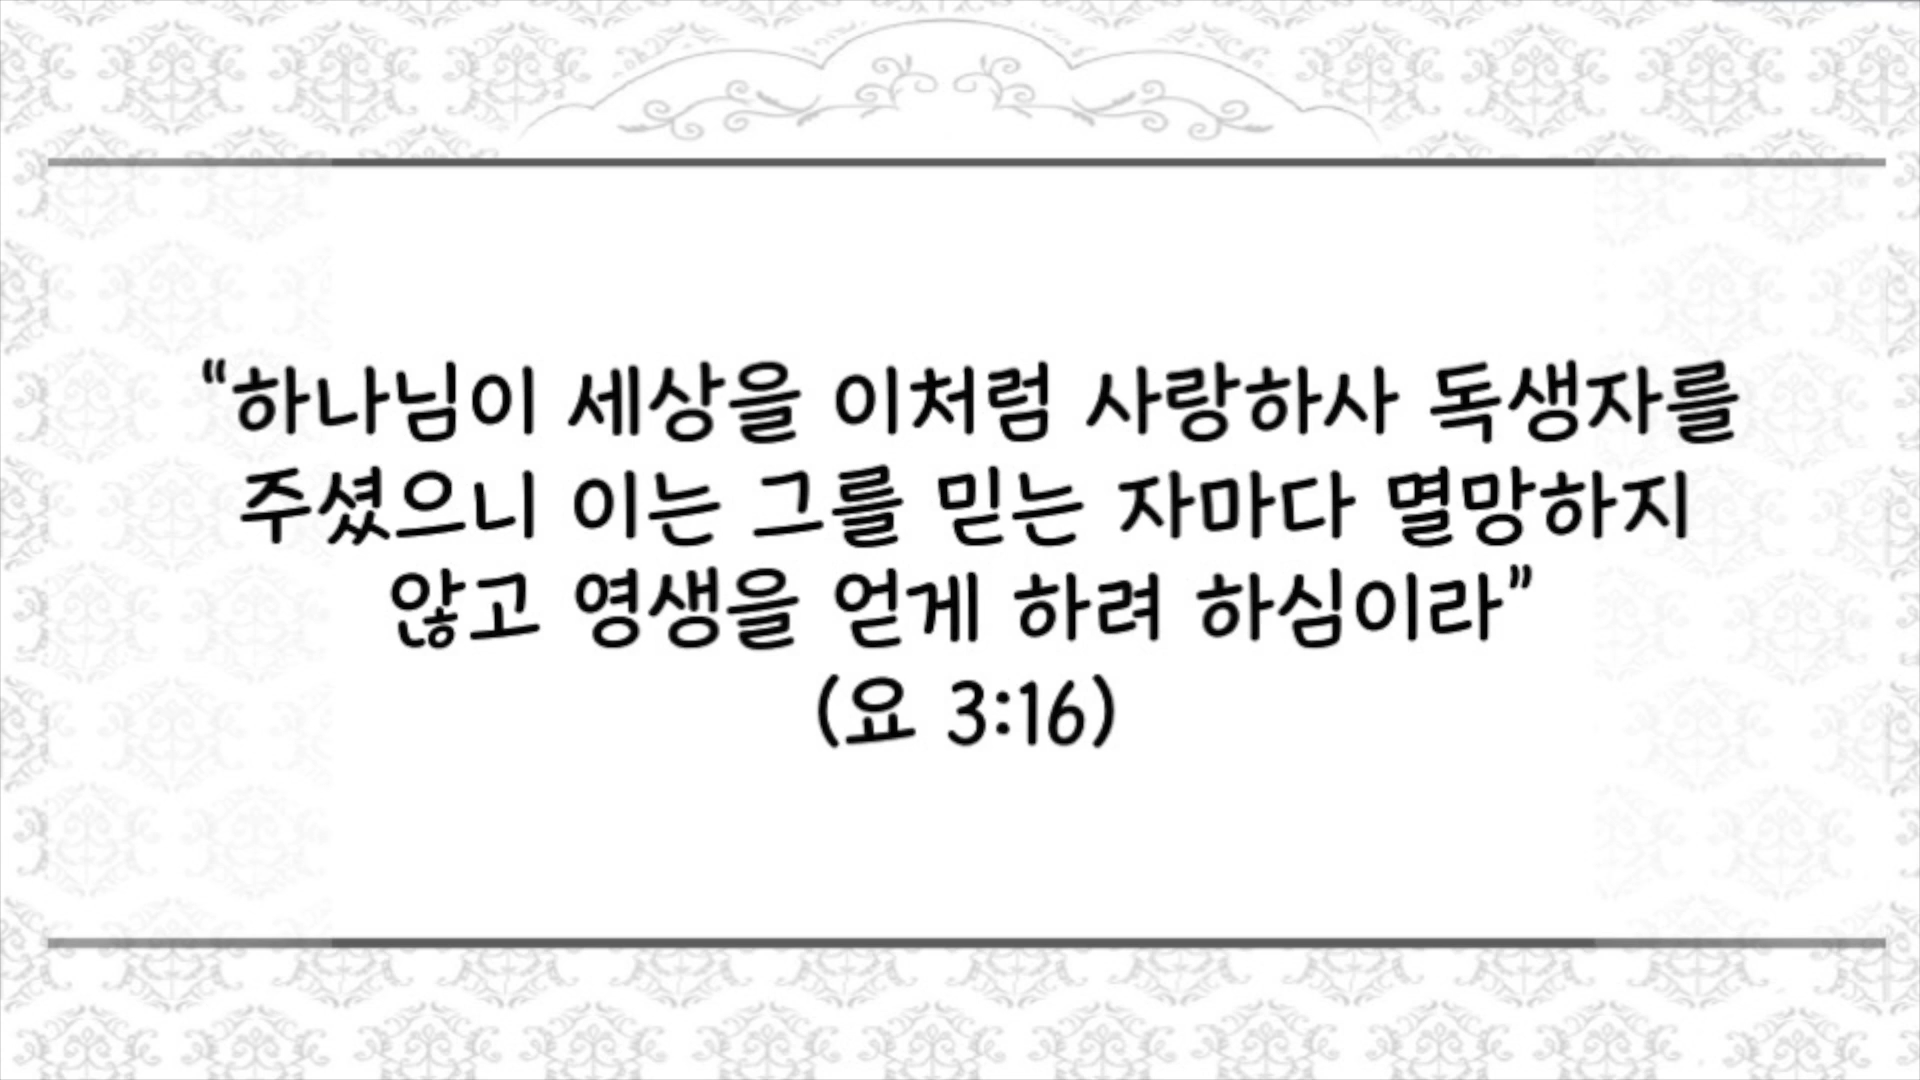 “하나님이 세상을 이처럼 사랑하사 독생자를
주셨으니 이는 그를 믿는 자마다 멸망하지
않고 영생을 얻게 하려 하심이라”
(요 3:16)